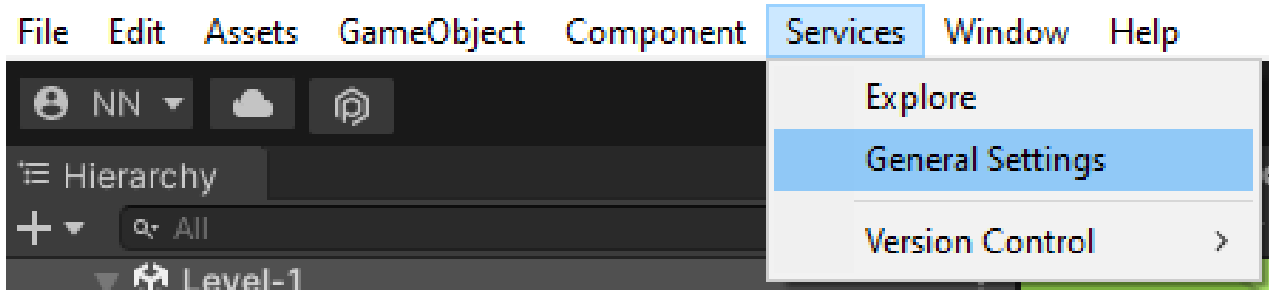 File Edit Assets GameObject Component Services Window Help
NN
Explore
General Settings
Version Control
Hierarchy
All
Level-1